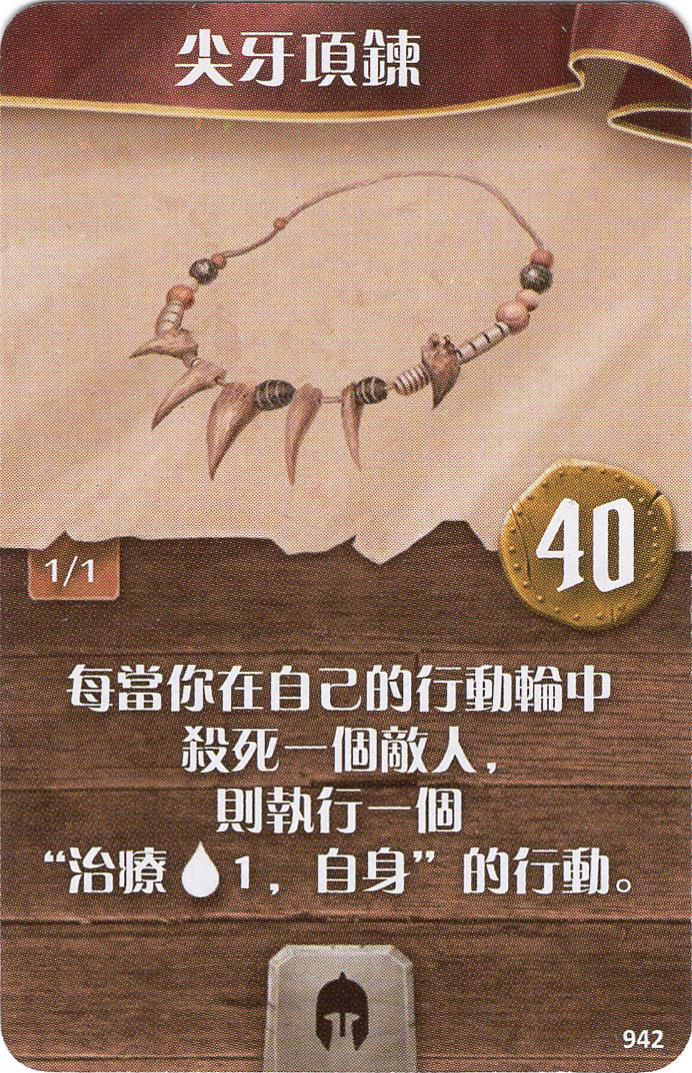 尖牙項鍊
40
1/1
每當你在自己的行動輪中
殺死一個敵人，
則執行一個
“治療1，自身”的行動。
942